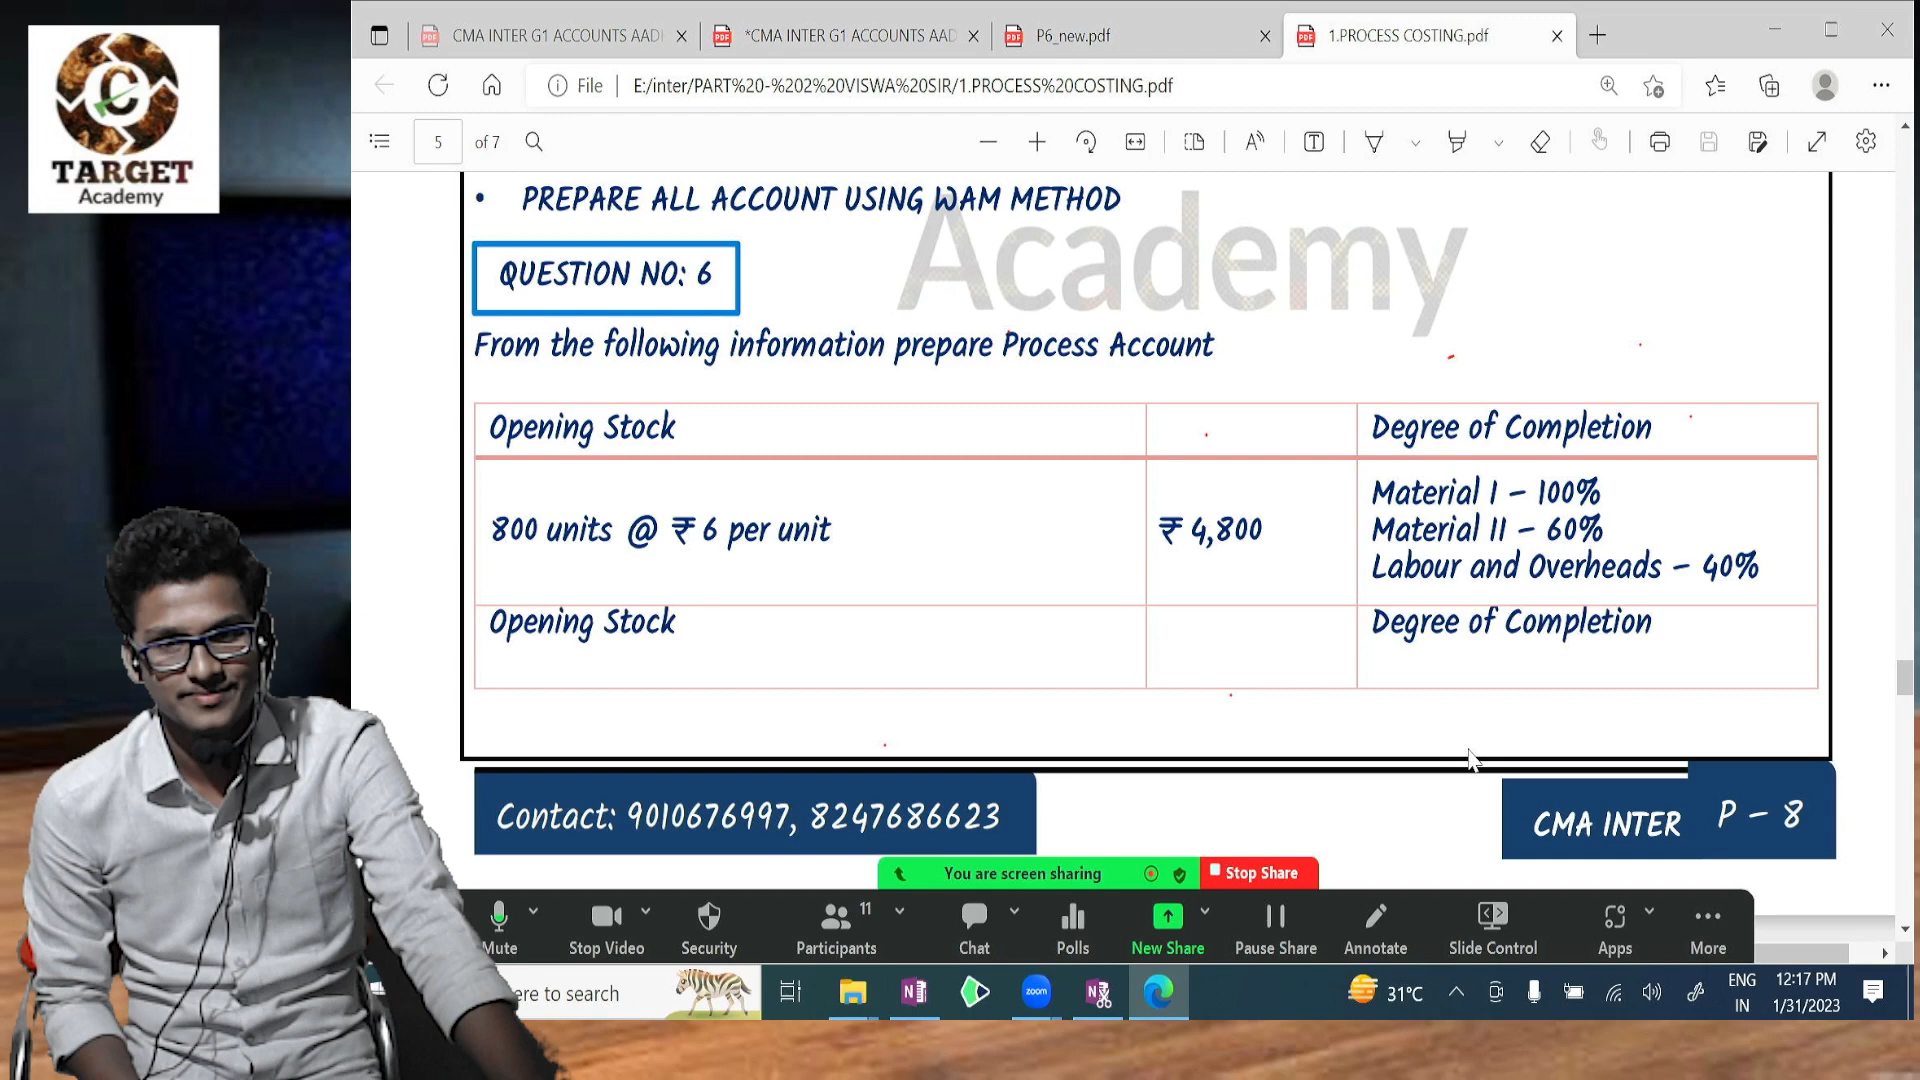 CMA INTER G1 ACCOUNTS AADI
*CMA INTER G1 ACCOUNTS AAD
P6_new.pdf
1.PROCESS COSTING.pdf
File
E:/inter/PART%20-%202%20VISWA%20SIR/1.PROCESS%20COSTING.pdf
5 of 7
C
TARGET
Academy
Academy
• PREPARE ALL ACCOUNT USING WAM METHOD
QUESTION NO: 6
From the following information prepare Process Account
Opening Stock Degree of Completion
800 units @ ₹ 6 per unit ₹ 4,800 Material I – 100%
Material II – 60%
Labour and Overheads – 40%
Opening Stock Degree of Completion
Contact: 9010676997, 8247686623
CMA INTER P – 8
You are screen sharing Stop Share
11
Mute Stop Video Security Participants Chat Polls New Share Pause Share Annotate Slide Control Apps More
ere to search
zoom
31°C
ENG
IN
12:17 PM
1/31/2023